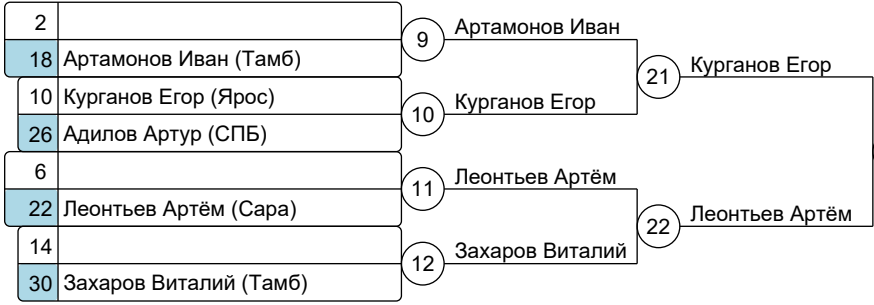 2
18 Артамонов Иван (Тамб)
9 Артамонов Иван
10 Курганов Егор (Ярос)
26 Адилов Артур (СПБ)
10 Курганов Егор
21 Курганов Егор
6
22 Леонтьев Артём (Сара)
11 Леонтьев Артём
14
30 Захаров Виталий (Тамб)
12 Захаров Виталий
22 Леонтьев Артём